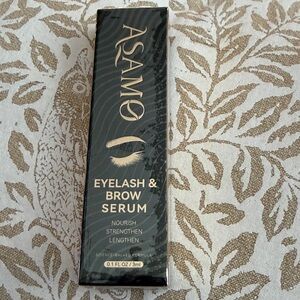 ASAMO
EYELASH &
BROW
SERUM
NOURISH
STRENGTHEN
LENGTHEN
0.1 FL OZ / 3ml